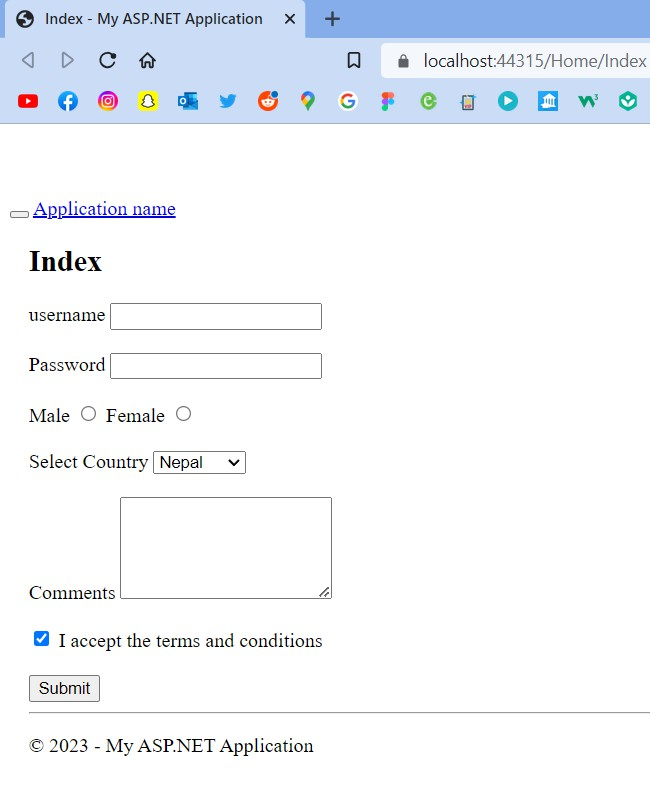 Index - My ASP.NET Application
localhost:44315/Home/Index
Application name
Index
username
Password
Male Female
Select Country Nepal
Comments
I accept the terms and conditions
Submit
© 2023 - My ASP.NET Application